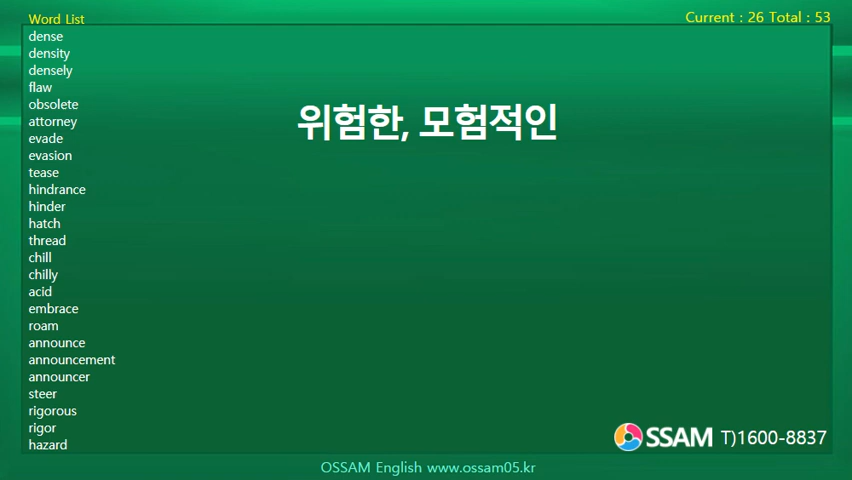 Word List
Current : 26 Total : 53
dense
density
densely
flaw
obsolete
attorney
evade
evasion
tease
hindrance
hinder
hatch
thread
chill
chilly
acid
embrace
roam
announce
announcement
announcer
steer
rigorous
rigor
hazard
위험한, 모험적인
OSSAM T)1600-8837
OSSAM English www.ossam05.kr